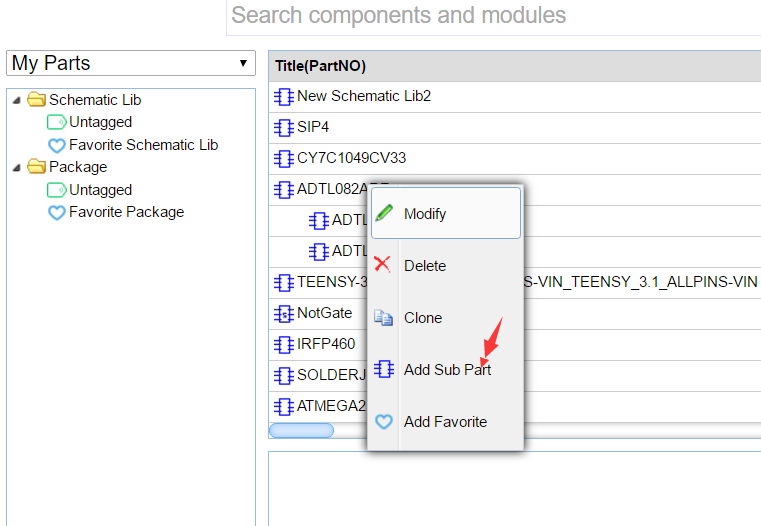 Search components and modules
My Parts
Title(PartNO)
Schematic Lib
Untagged
Favorite Schematic Lib
Package
Untagged
Favorite Package
New Schematic Lib2
SIP4
CY7C1049CV33
ADTL082A
ADTL
ADTL
TEENSY-3 S-VIN_TEENSY_3.1_ALLPINS-VIN
NotGate
IRFP460
SOLDERJ
ATMEGA2
Modify
Delete
Clone
Add Sub Part
Add Favorite